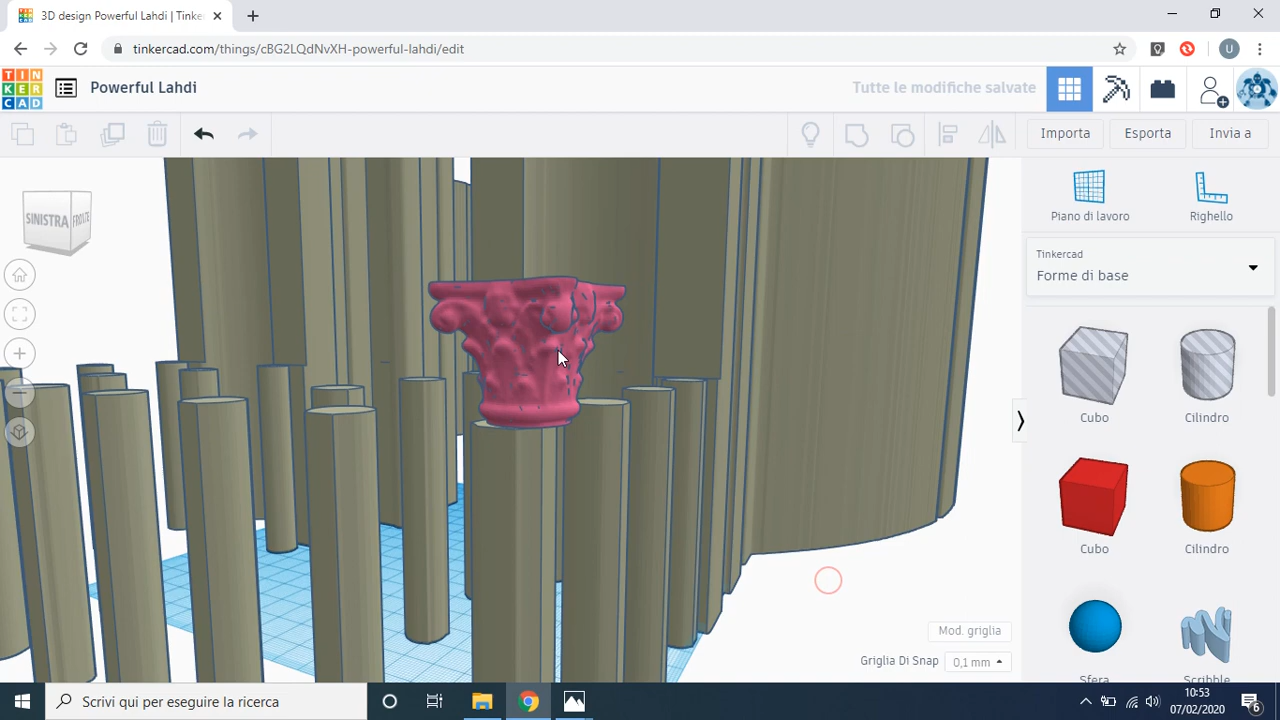 3D design Powerful Lahdi | Tinke
tinkercad.com/things/cBG2LQdNvXH-powerful-lahdi/edit
U
TIN
KER
CAD
Powerful Lahdi
Tutte le modifiche salvate
Importa
Esporta
Invia a
SINISTRA
Piano di lavoro
Righello
Tinkercad
Forme di base
Cubo
Cilindro
Cubo
Cilindro
Sfera
Scribble
Mod. griglia
Griglia Di Snap
0,1 mm
Scrivi qui per eseguire la ricerca
10:53
07/02/2020
6